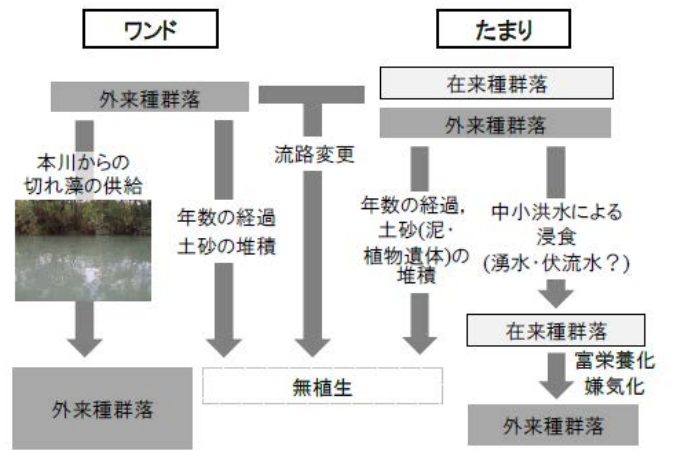 ワンド
たまり
外来種群落
在来種群落
外来種群落
本川からの
切れ藻の供給
年数の経過
土砂の堆積
流路変更
年数の経過,
土砂(泥・
植物遺体)の
堆積
中小洪水による
浸食
(湧水・伏流水？)
在来種群落
富栄養化
嫌気化
外来種群落
無植生
外来種群落